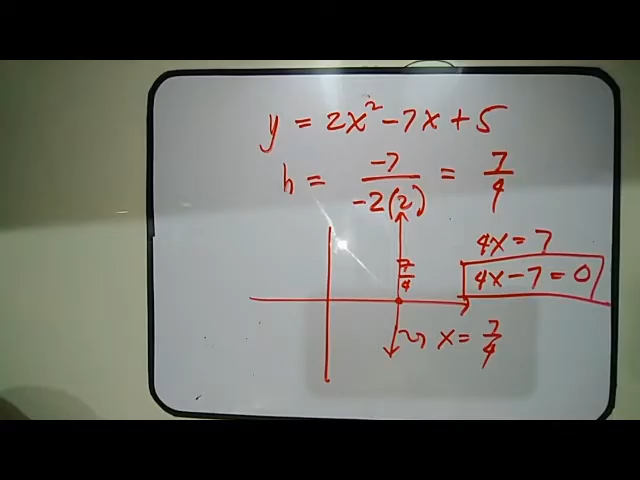 y = 2x² - 7x + 5
h = -7/-2(2) = 7/4
4x = 7
7/4
4x - 7 = 0
x = 7/4